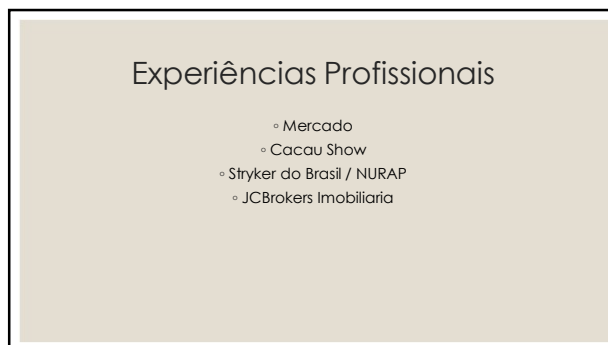 Experiências Profissionais
◦ Mercado
◦ Cacau Show
◦ Stryker do Brasil / NURAP
◦ JCBrokers Imobiliaria